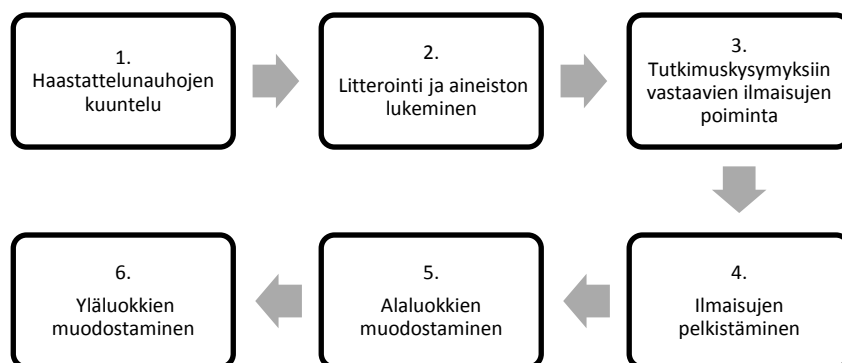 1.
Haastattelunauhojen
kuuntelu
2.
Litterointi ja aineiston
lukeminen
3.
Tutkimuskysymyksiin
vastaavien ilmaisujen
poiminta
4.
Ilmaisujen
pelkistäminen
5.
Alaluokkien
muodostaminen
6.
Yläluokkien
muodostaminen